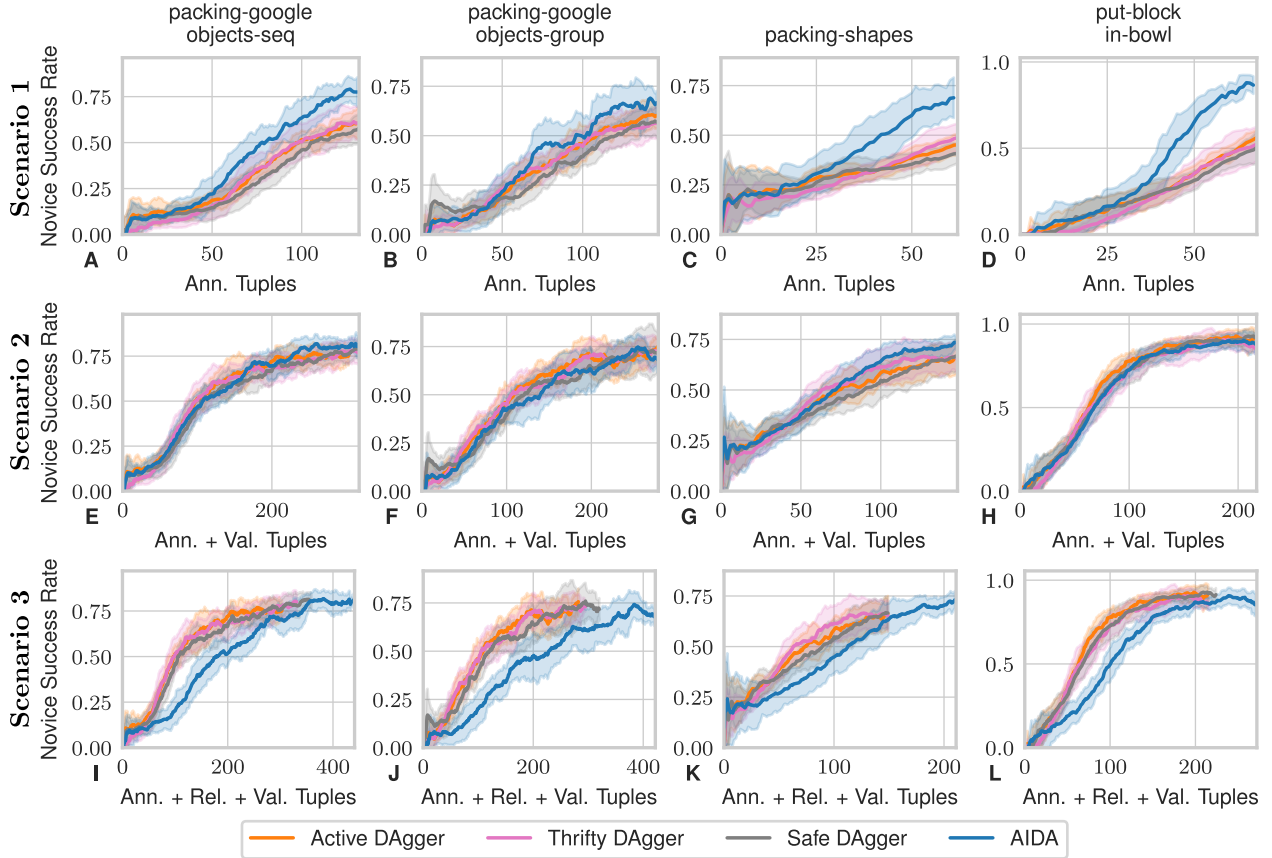 packing-google
objects-seq
packing-google
objects-group
packing-shapes
put-block
in-bowl
Scenario 1
Novice Success Rate
0.75
0.50
0.25
0.00
0
50
100
A
Ann. Tuples
0.75
0.50
0.25
0.00
0
50
100
B
Ann. Tuples
0.75
0.50
0.25
0.00
0
25
50
C
Ann. Tuples
1.0
0.5
0.0
0
25
50
D
Ann. Tuples
Scenario 2
Novice Success Rate
0.75
0.50
0.25
0.00
0
200
E
Ann. + Val. Tuples
0.75
0.50
0.25
0.00
0
100
200
F
Ann. + Val. Tuples
0.75
0.50
0.25
0.00
0
50
100
G
Ann. + Val. Tuples
1.0
0.5
0.0
0
100
200
H
Ann. + Val. Tuples
Scenario 3
Novice Success Rate
0.75
0.50
0.25
0.00
0
200
400
I
Ann. + Rel. + Val. Tuples
0.75
0.50
0.25
0.00
0
200
400
J
Ann. + Rel. + Val. Tuples
0.75
0.50
0.25
0.00
0
100
200
K
Ann. + Rel. + Val. Tuples
1.0
0.5
0.0
0
100
200
L
Ann. + Rel. + Val. Tuples
Active DAgger
Thrifty DAgger
Safe DAgger
AIDA